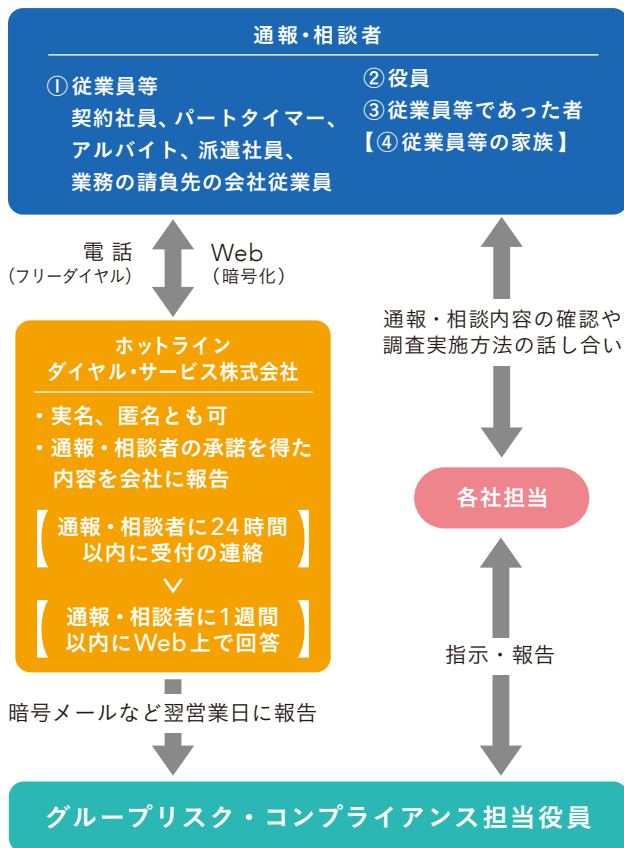 通報・相談者
①従業員等
契約社員、パートタイマー、
アルバイト、派遣社員、
業務の請負先の会社従業員
②役員
③従業員等であった者
【④従業員等の家族】
電話
(フリーダイヤル)
Web
(暗号化)
ホットライン
ダイヤル・サービス株式会社
・実名、匿名とも可
・通報・相談者の承諾を得た
内容を会社に報告
【通報・相談者に24時間
以内に受付の連絡】
【通報・相談者に1週間
以内にWeb上で回答】
暗号メールなど翌営業日に報告
通報・相談内容の確認や
調査実施方法の話し合い
各社担当
指示・報告
グループリスク・コンプライアンス担当役員